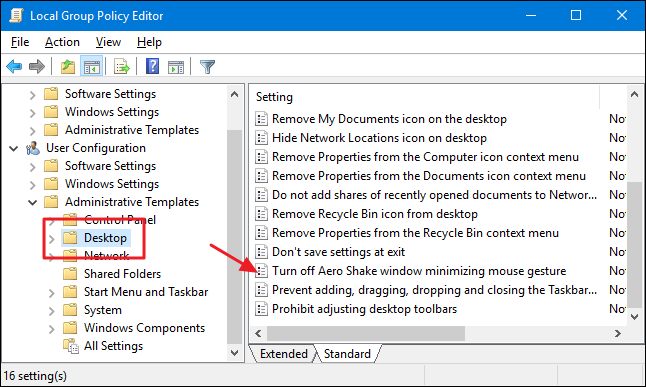 Local Group Policy Editor
File Action View Help
Software Settings
Windows Settings
Administrative Templates
User Configuration
Software Settings
Windows Settings
Administrative Templates
Control Panel
Desktop
Network
Shared Folders
Start Menu and Taskbar
System
Windows Components
All Settings
Setting
Remove My Documents icon on the desktop No
Hide Network Locations icon on desktop No
Remove Properties from the Computer icon context menu No
Remove Properties from the Documents icon context menu No
Do not add shares of recently opened documents to Networ... No
Remove Recycle Bin icon from desktop No
Remove Properties from the Recycle Bin context menu No
Don't save settings at exit No
Turn off Aero Shake window minimizing mouse gesture No
Prevent adding, dragging, dropping and closing the Taskbar... No
Prohibit adjusting desktop toolbars No
Extended Standard
16 setting(s)